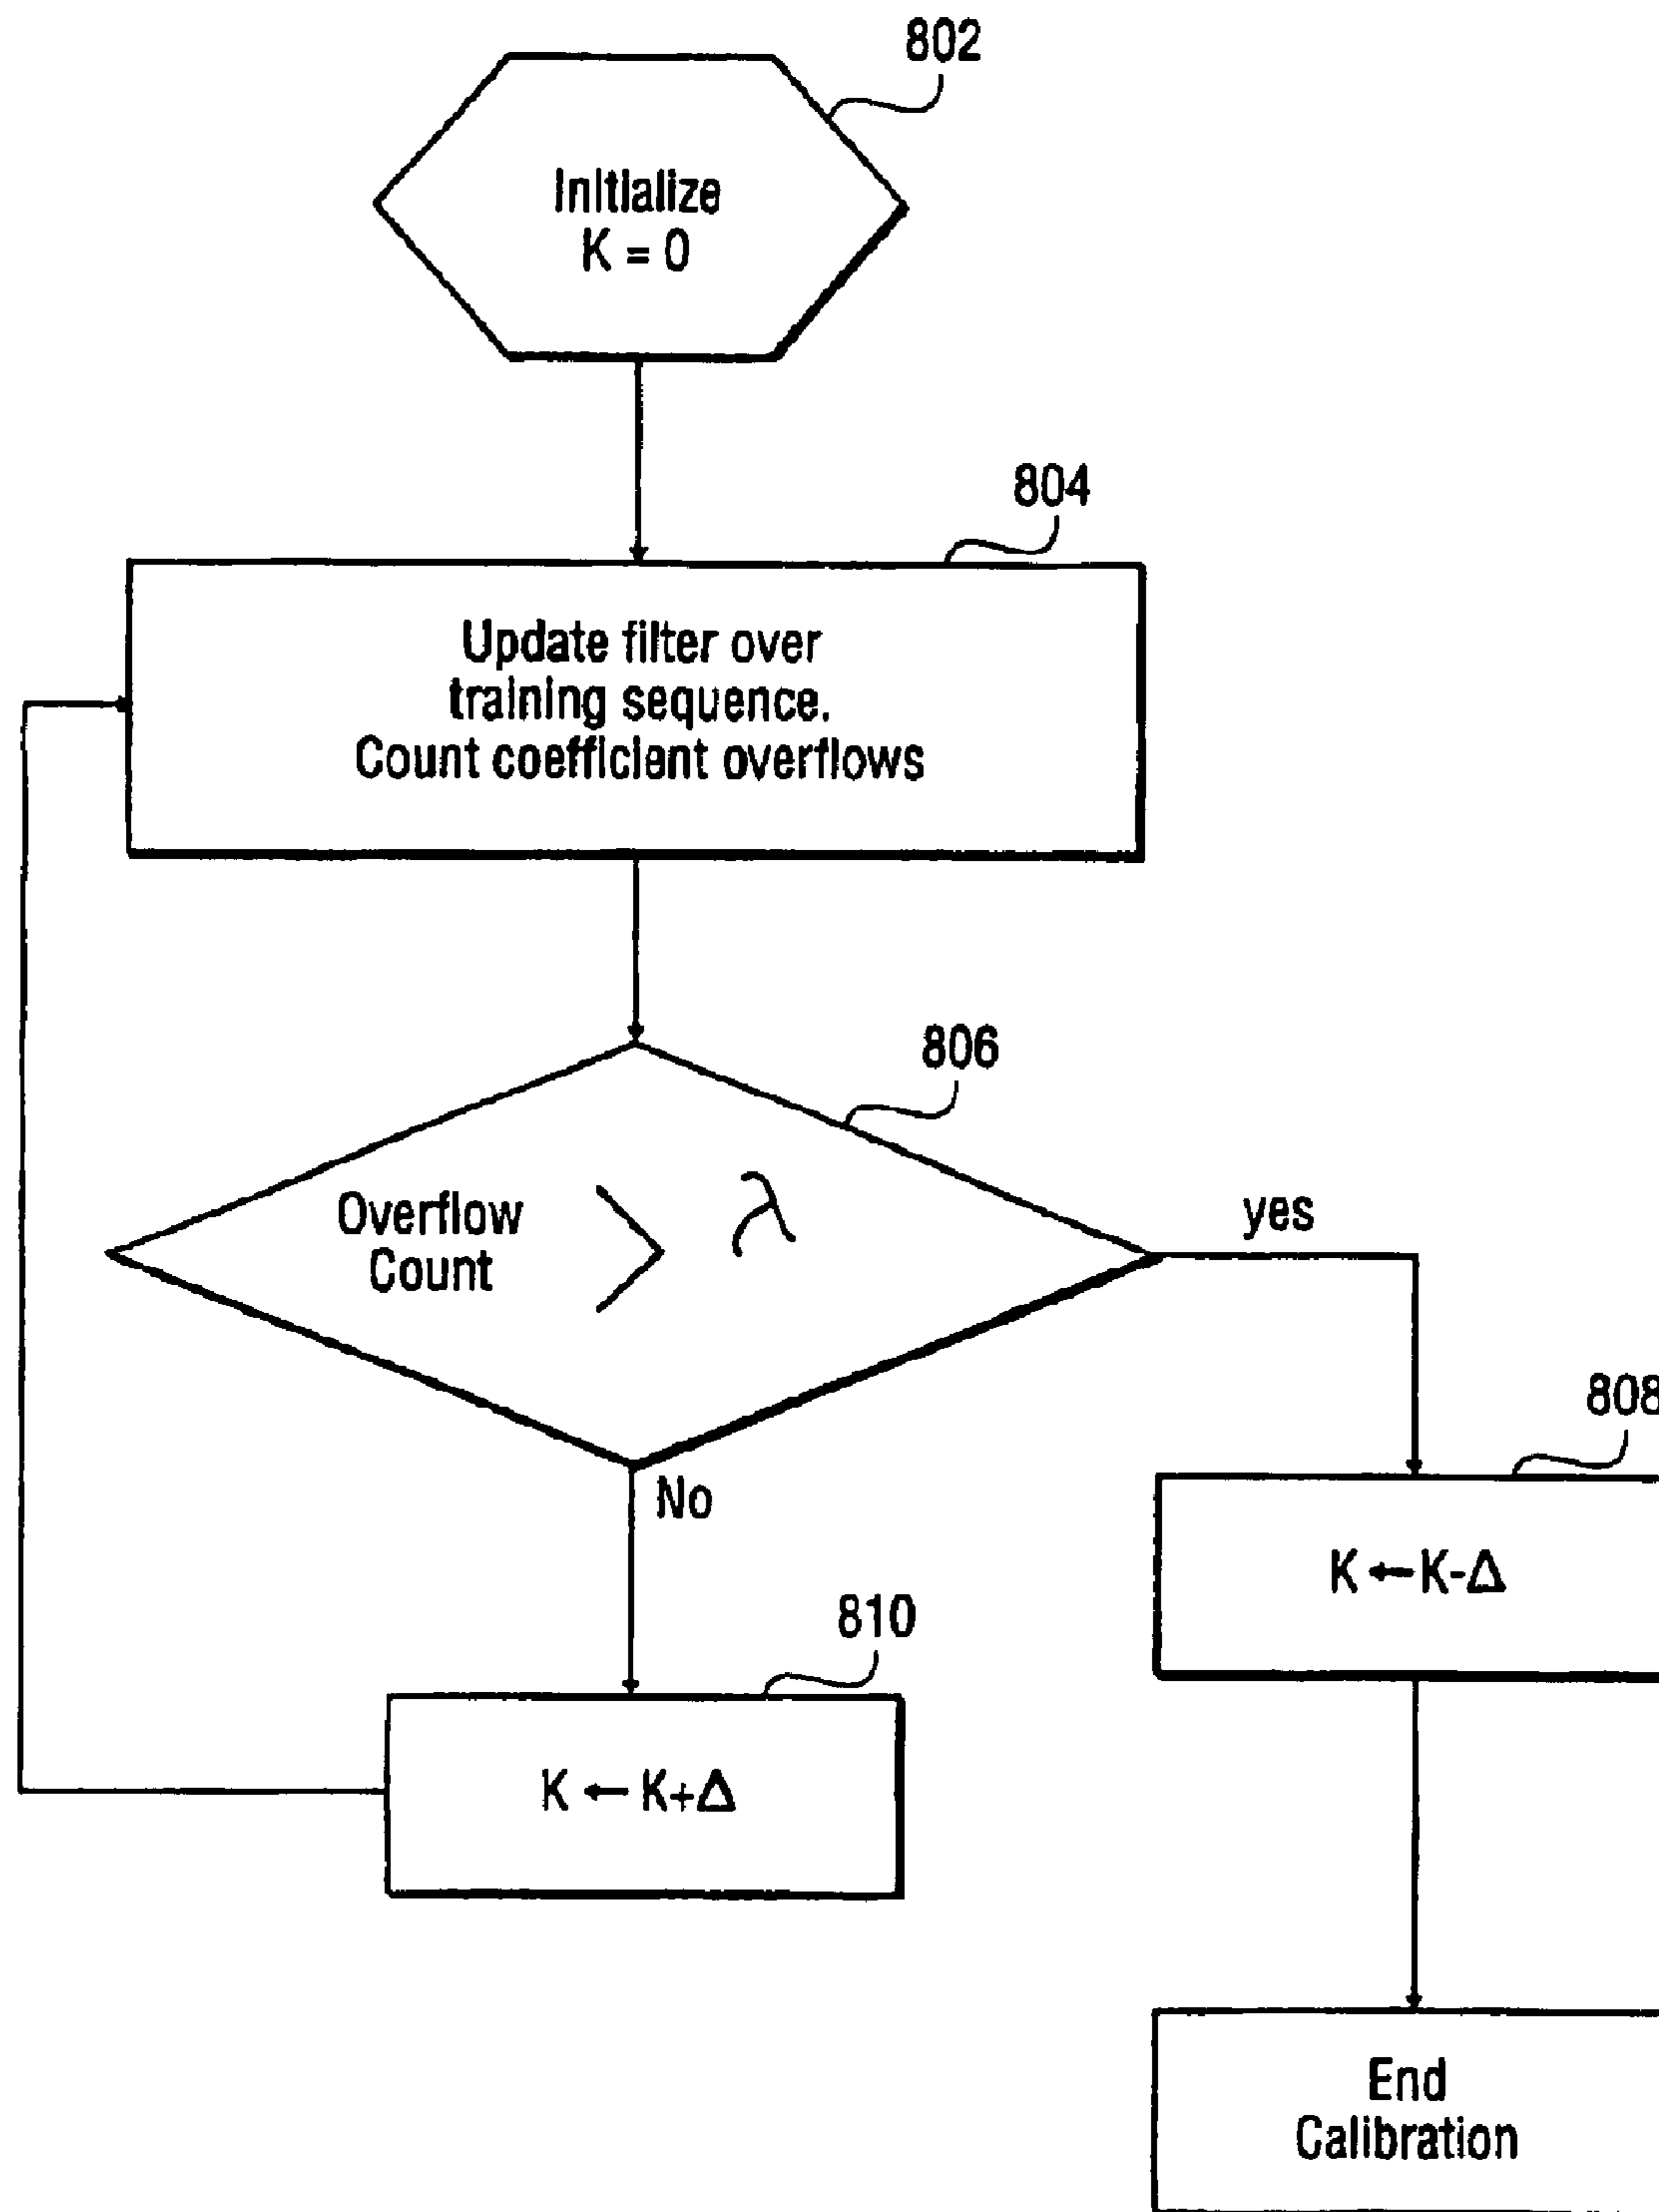 802
Initialize
K = 0
804
Update filter over
training sequence.
Count coefficient overflows
806
Overflow
Count > λ
yes
808
No
K ← K-Δ
810
K ← K+Δ
End
Calibration